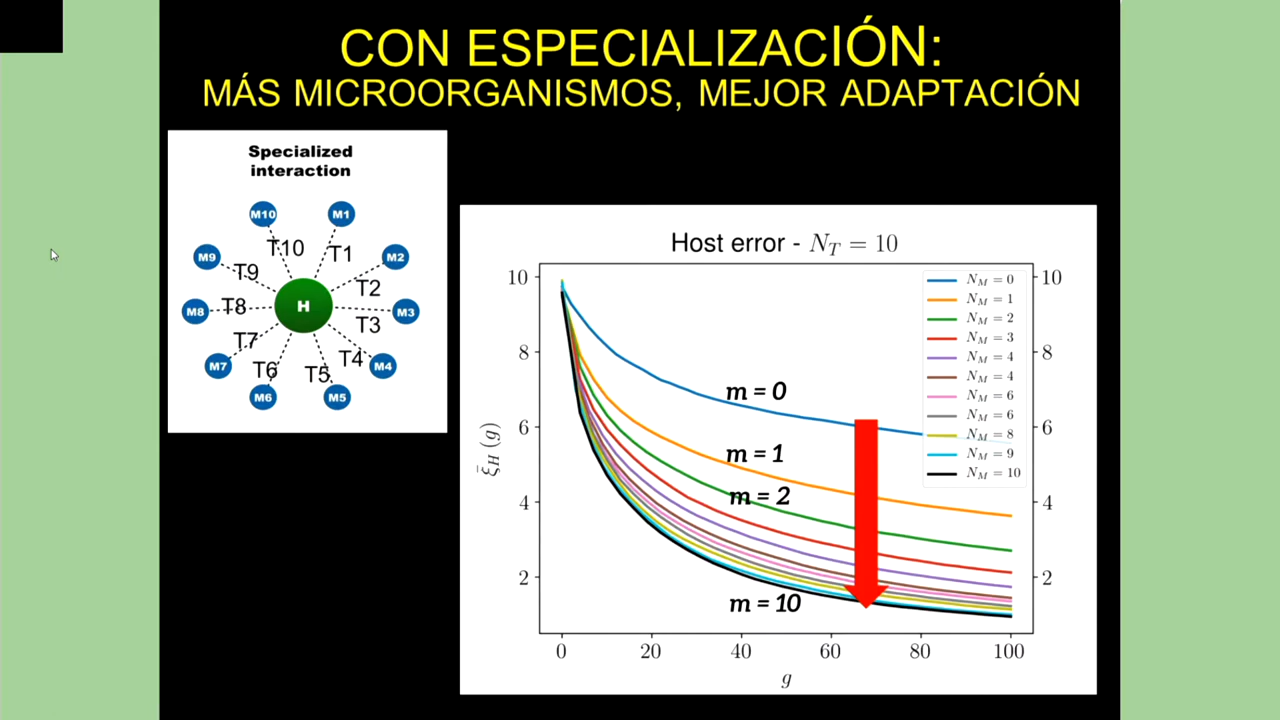 CON ESPECIALIZACIÓN:
MÁS MICROORGANISMOS, MEJOR ADAPTACIÓN
Specialized
interaction
M10 M1
T10 T1
M9 M2
T9 T2
H
M8 T8 T3 M3
T7 T4
M7 M4
T6 T5
M6 M5
Host error - N_T = 10
ξ̄_H (g)
10
8
6
4
2
m = 0
m = 1
m = 2
m = 10
N_M = 0
N_M = 1
N_M = 2
N_M = 3
N_M = 4
N_M = 4
N_M = 6
N_M = 6
N_M = 8
N_M = 9
N_M = 10
10
8
6
4
2
0 20 40 60 80 100
g